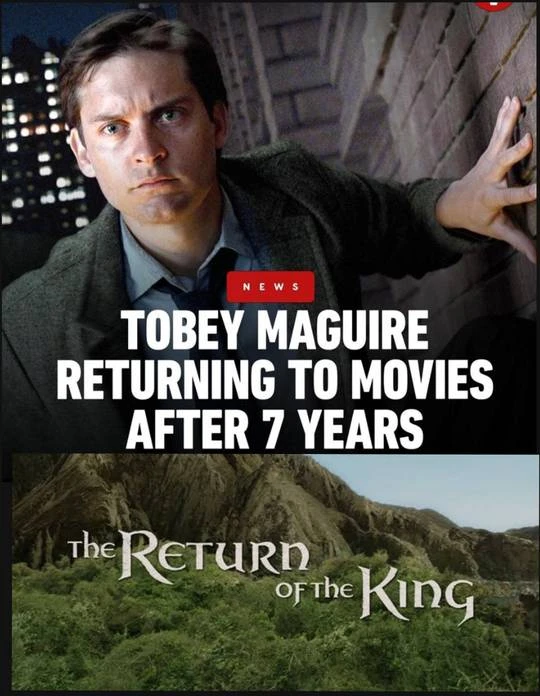 NEWS
TOBEY MAGUIRE
RETURNING TO MOVIES
AFTER 7 YEARS
THE RETURN
OF THE KING